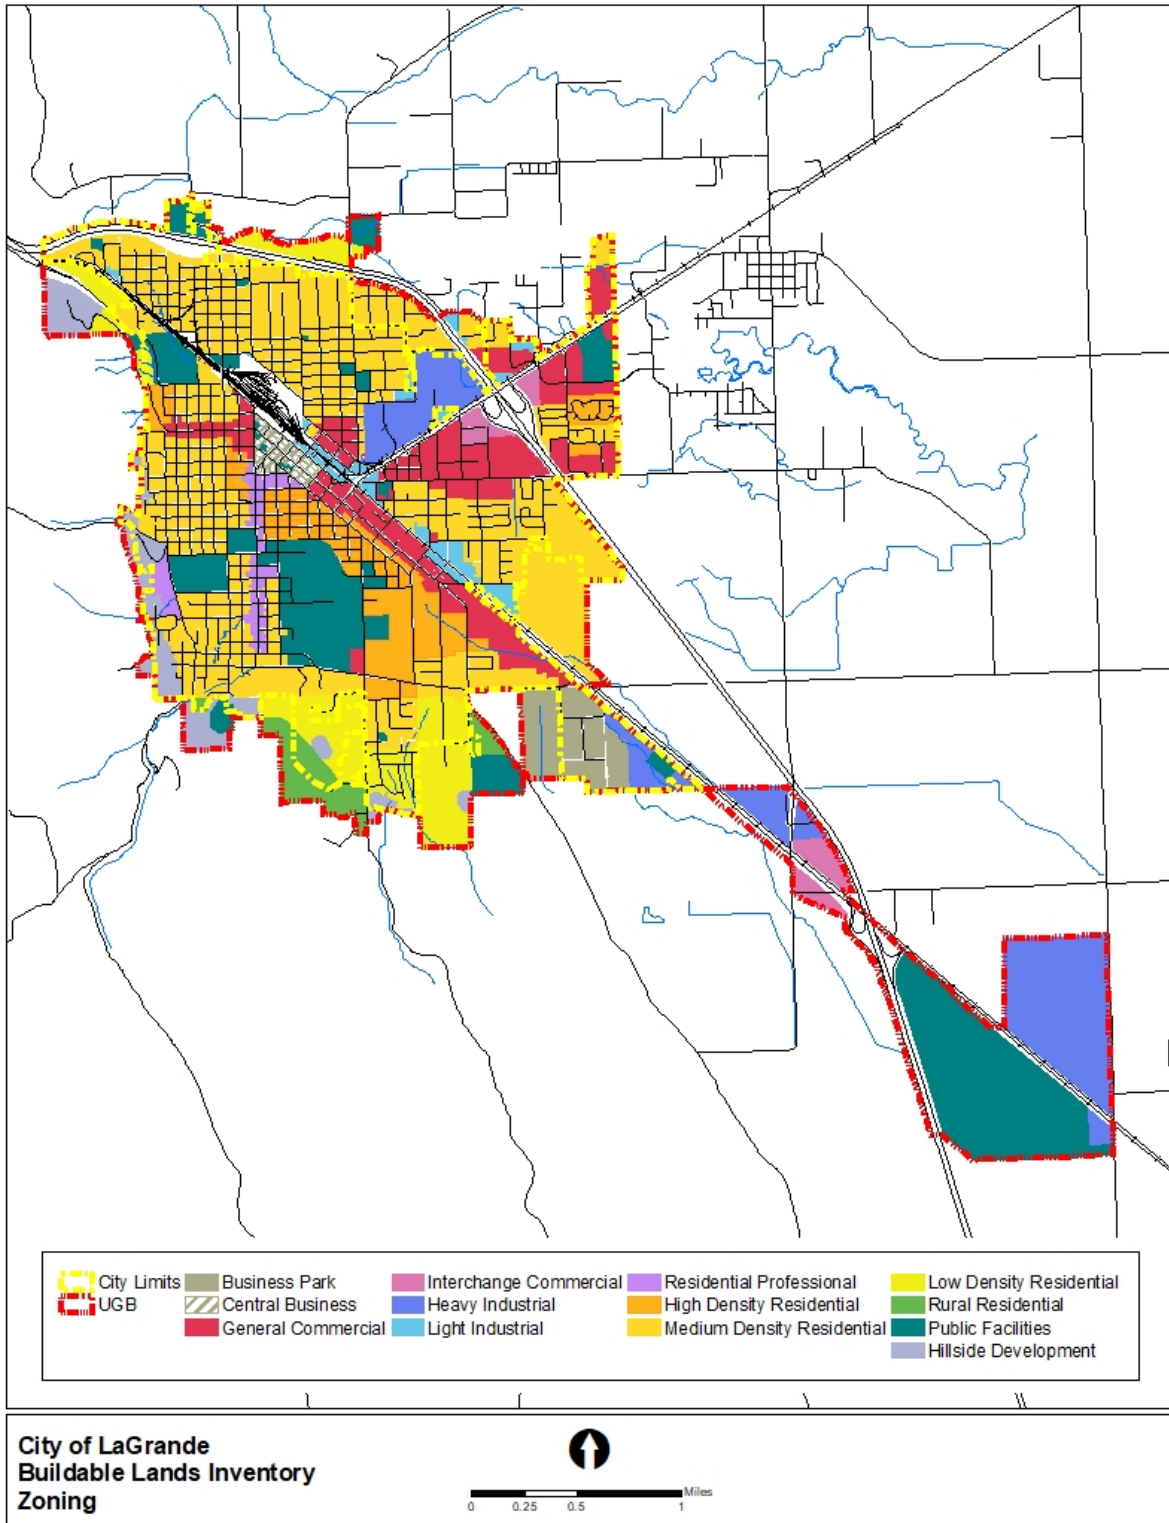 City Limits Business Park Interchange Commercial Residential Professional Low Density Residential
UGB Central Business Heavy Industrial High Density Residential Rural Residential
General Commercial Light Industrial Medium Density Residential Public Facilities
Hillside Development
City of LaGrande
Buildable Lands Inventory
Zoning
Miles
0 0.25 0.5 1